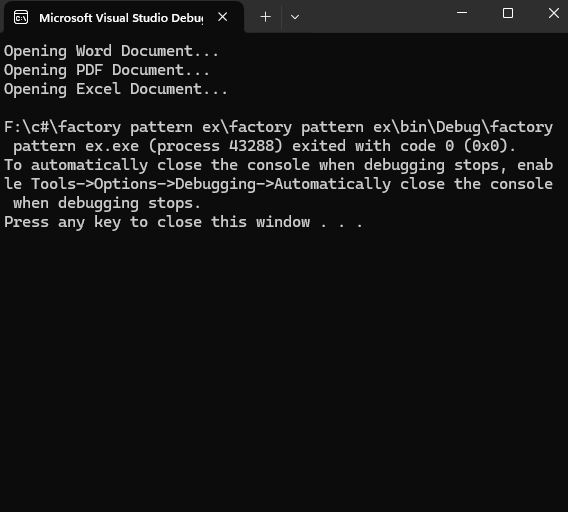 Microsoft Visual Studio Debug
Opening Word Document...
Opening PDF Document...
Opening Excel Document...
F:\c#\factory pattern ex\factory pattern ex\bin\Debug\factory
 pattern ex.exe (process 43288) exited with code 0 (0x0).
To automatically close the console when debugging stops, enab
le Tools->Options->Debugging->Automatically close the console
 when debugging stops.
Press any key to close this window . . .